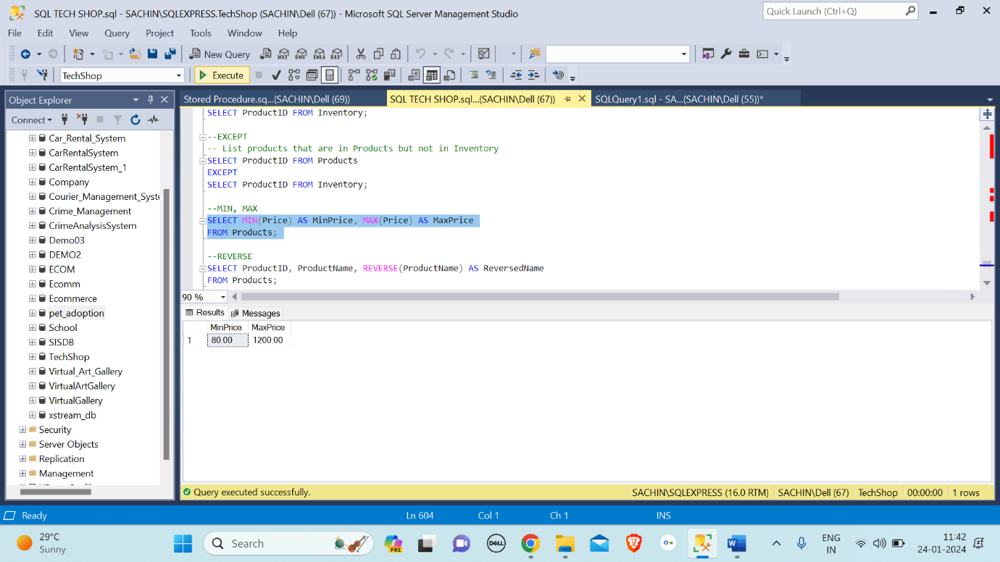 SQL TECH SHOP.sql - SACHIN\SQLEXPRESS.TechShop (SACHIN\Dell (67)) - Microsoft SQL Server Management Studio
Quick Launch (Ctrl+Q)
File Edit View Query Project Tools Window Help
New Query
MDX DMX XMLA DAX
TechShop
Execute
Object Explorer
Stored Procedure.sq...(SACHIN\Dell (69))
SQL TECH SHOP.sql...(SACHIN\Dell (67))
SQLQuery1.sql - SA...(SACHIN\Dell (55))*
Connect
Car_Rental_System
CarRentalSystem
CarRentalSystem_1
Company
Courier_Management_Syste
Crime_Management
CrimeAnalysisSystem
Demo03
DEMO2
ECOM
Ecomm
Ecommerce
pet_adoption
School
SISDB
TechShop
Virtual_Art_Gallery
VirtualArtGallery
VirtualGallery
xstream_db
Security
Server Objects
Replication
Management
SELECT ProductID FROM Inventory;
--EXCEPT
-- List products that are in Products but not in Inventory
SELECT ProductID FROM Products
EXCEPT
SELECT ProductID FROM Inventory;
--MIN, MAX
SELECT MIN(Price) AS MinPrice, MAX(Price) AS MaxPrice
FROM Products;
--REVERSE
SELECT ProductID, ProductName, REVERSE(ProductName) AS ReversedName
FROM Products;
90 %
Results Messages
MinPrice MaxPrice
1 80.00 1200.00
Query executed successfully.
SACHIN\SQLEXPRESS (16.0 RTM) SACHIN\Dell (67) TechShop 00:00:00 1 rows
Ready Ln 604 Col 1 Ch 1 INS
29°C
Sunny
Search
PRE
DELL
ENG
IN
11:42
24-01-2024